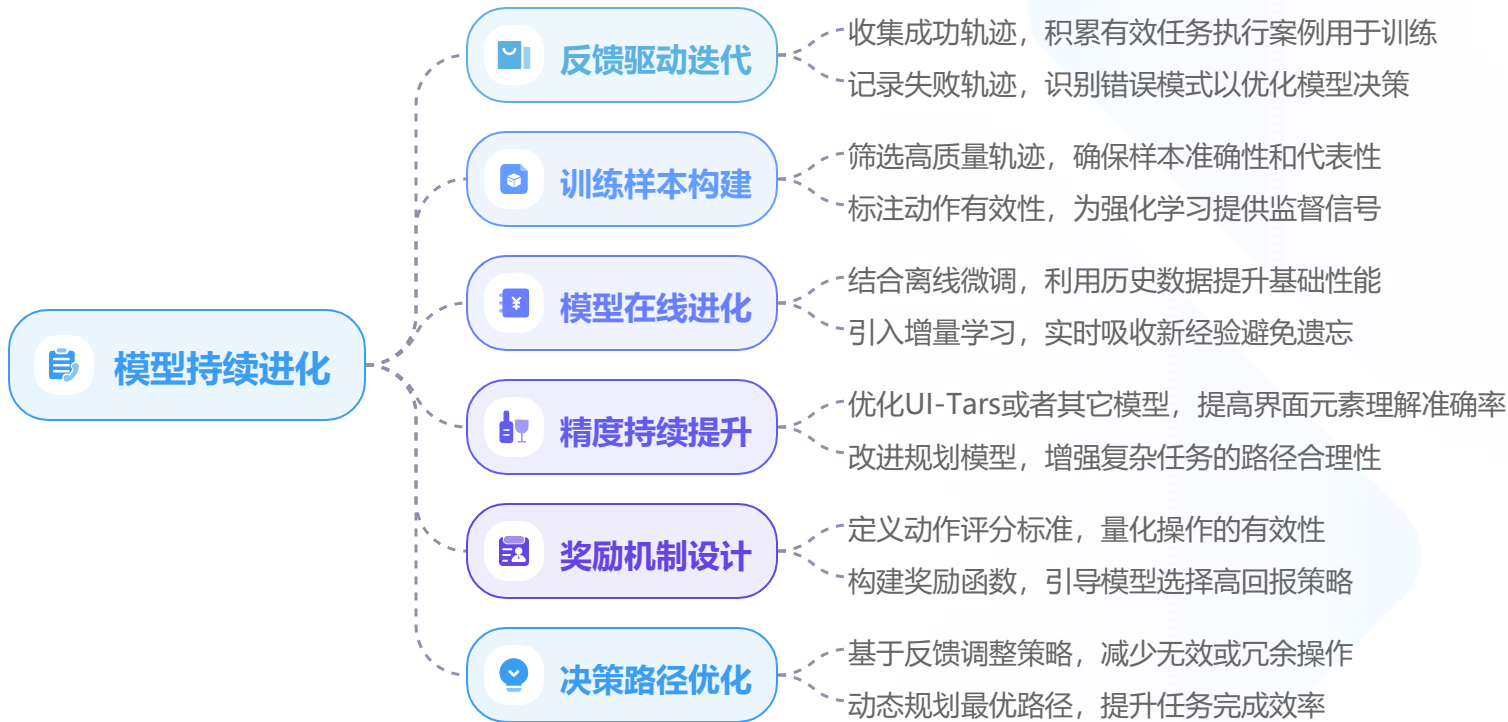 模型持续进化
反馈驱动迭代
收集成功轨迹，积累有效任务执行案例用于训练
记录失败轨迹，识别错误模式以优化模型决策
训练样本构建
筛选高质量轨迹，确保样本准确性和代表性
标注动作有效性，为强化学习提供监督信号
模型在线进化
结合离线微调，利用历史数据提升基础性能
引入增量学习，实时吸收新经验避免遗忘
精度持续提升
优化UI-Tars或者其它模型，提高界面元素理解准确率
改进规划模型，增强复杂任务的路径合理性
奖励机制设计
定义动作评分标准，量化操作的有效性
构建奖励函数，引导模型选择高回报策略
决策路径优化
基于反馈调整策略，减少无效或冗余操作
动态规划最优路径，提升任务完成效率